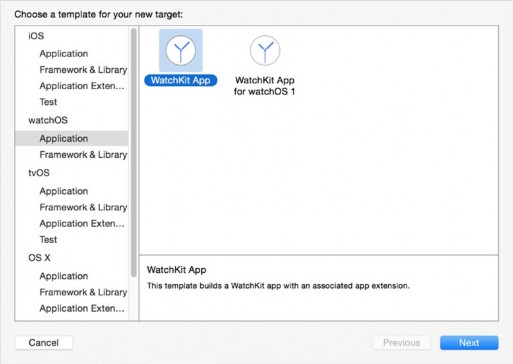 Choose a template for your new target:
iOS
Application
Framework & Library
Application Exten...
Test
watchOS
Application
Framework & Library
tvOS
Application
Framework & Library
Application Exten...
Test
OS X
Application
Framework & Library
Application Exten...
WatchKit App
WatchKit App
for watchOS 1
WatchKit App
This template builds a WatchKit app with an associated app extension.
Cancel
Previous
Next